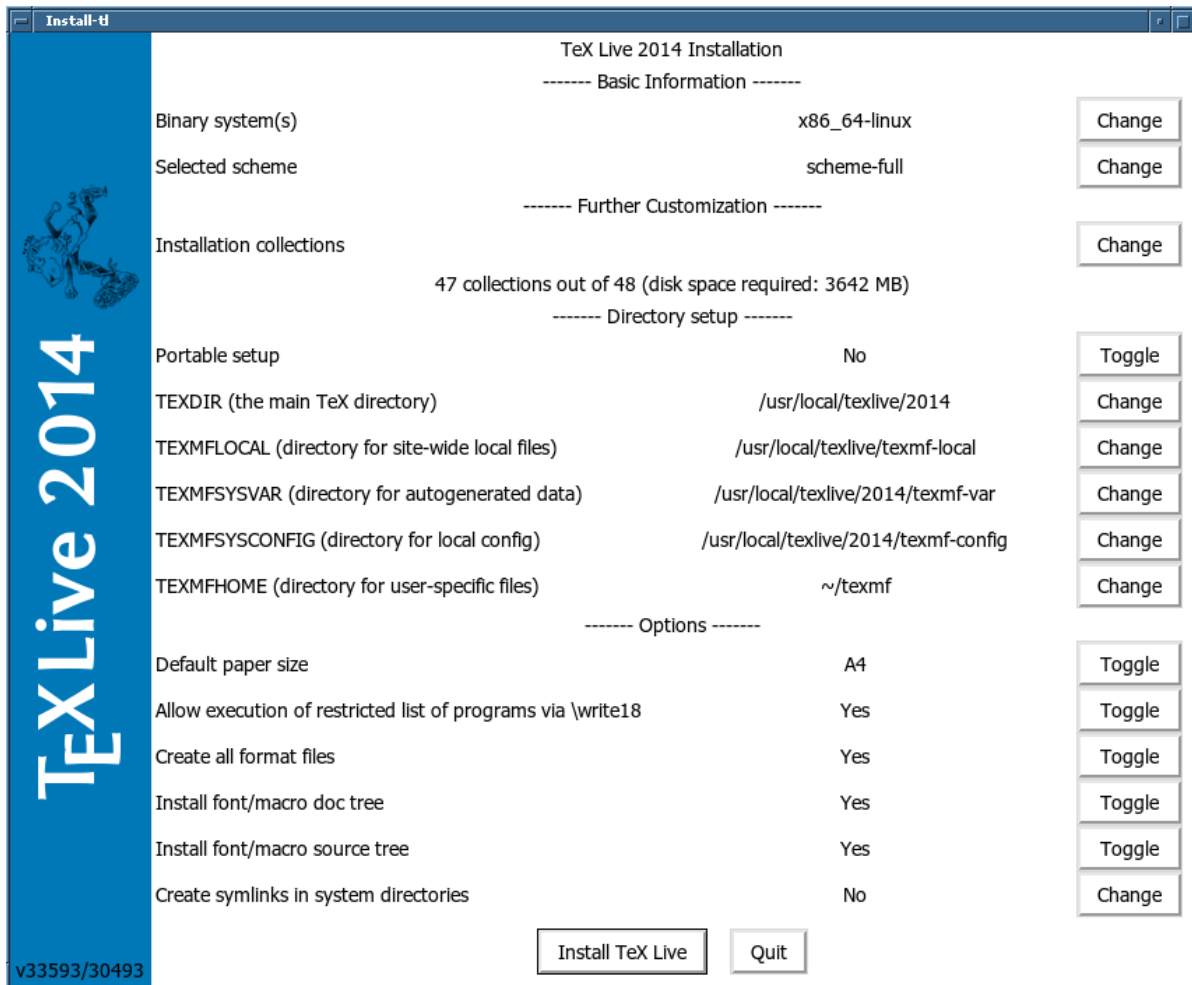 Install-tl
TeX Live 2014 Installation
------- Basic Information -------
Binary system(s) x86_64-linux Change
Selected scheme scheme-full Change
------- Further Customization -------
Installation collections Change
47 collections out of 48 (disk space required: 3642 MB)
------- Directory setup -------
Portable setup No Toggle
TEXDIR (the main TeX directory) /usr/local/texlive/2014 Change
TEXMFLOCAL (directory for site-wide local files) /usr/local/texlive/texmf-local Change
TEXMFSYSVAR (directory for autogenerated data) /usr/local/texlive/2014/texmf-var Change
TEXMFSYSCONFIG (directory for local config) /usr/local/texlive/2014/texmf-config Change
TEXMFHOME (directory for user-specific files) ~/texmf Change
------- Options -------
Default paper size A4 Toggle
Allow execution of restricted list of programs via \write18 Yes Toggle
Create all format files Yes Toggle
Install font/macro doc tree Yes Toggle
Install font/macro source tree Yes Toggle
Create symlinks in system directories No Change
Install TeX Live Quit
TEX Live 2014
v33593/30493